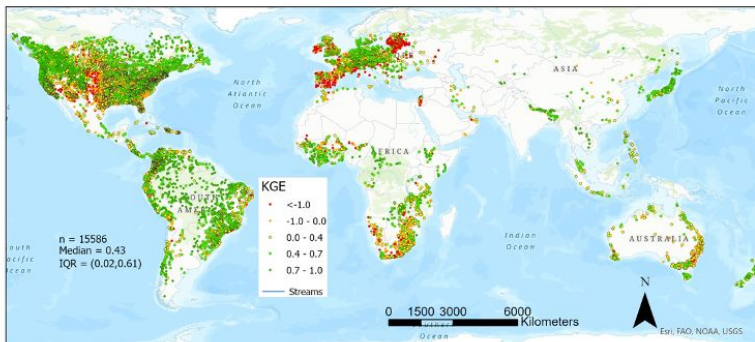 North
Atlantic
Ocean
ASIA
North
Pacific
Ocean
ERICA
KGE
<-1.0
-1.0 - 0.0
0.0 - 0.4
0.4 - 0.7
0.7 - 1.0
Streams
n = 15586
Median = 0.43
IQR = (0.02,0.61)
Indian
Ocean
AUSTRALIA
N
0 1500 3000 6000
Kilometers
Ocean
Esri, FAO, NOAA, USGS